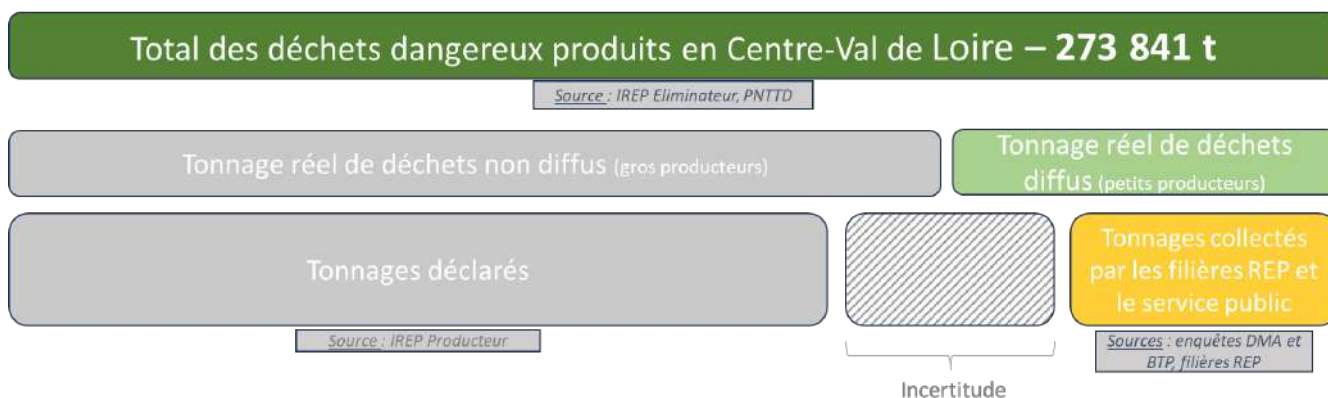 Total des déchets dangereux produits en Centre-Val de Loire – 273 841 t
Source : IREP Eliminateur, PNTTD
Tonnage réel de déchets non diffus (gros producteurs)
Tonnage réel de déchets
diffus (petits producteurs)
Tonnages déclarés
Tonnages collectés
par les filières REP et
le service public
Source : IREP Producteur
Sources : enquêtes DMA et
BTP, filières REP
Incertitude